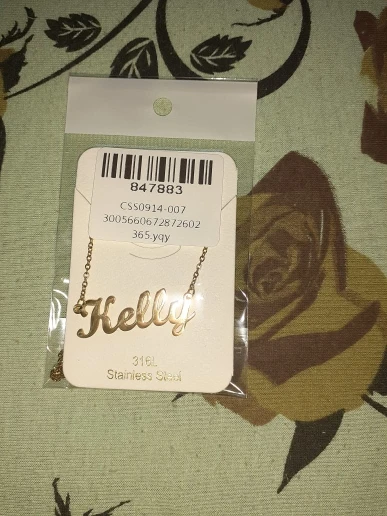 847883
CSS0914-007
3005660672872602
365.yqy
Kelly
316L
Stainless Steel